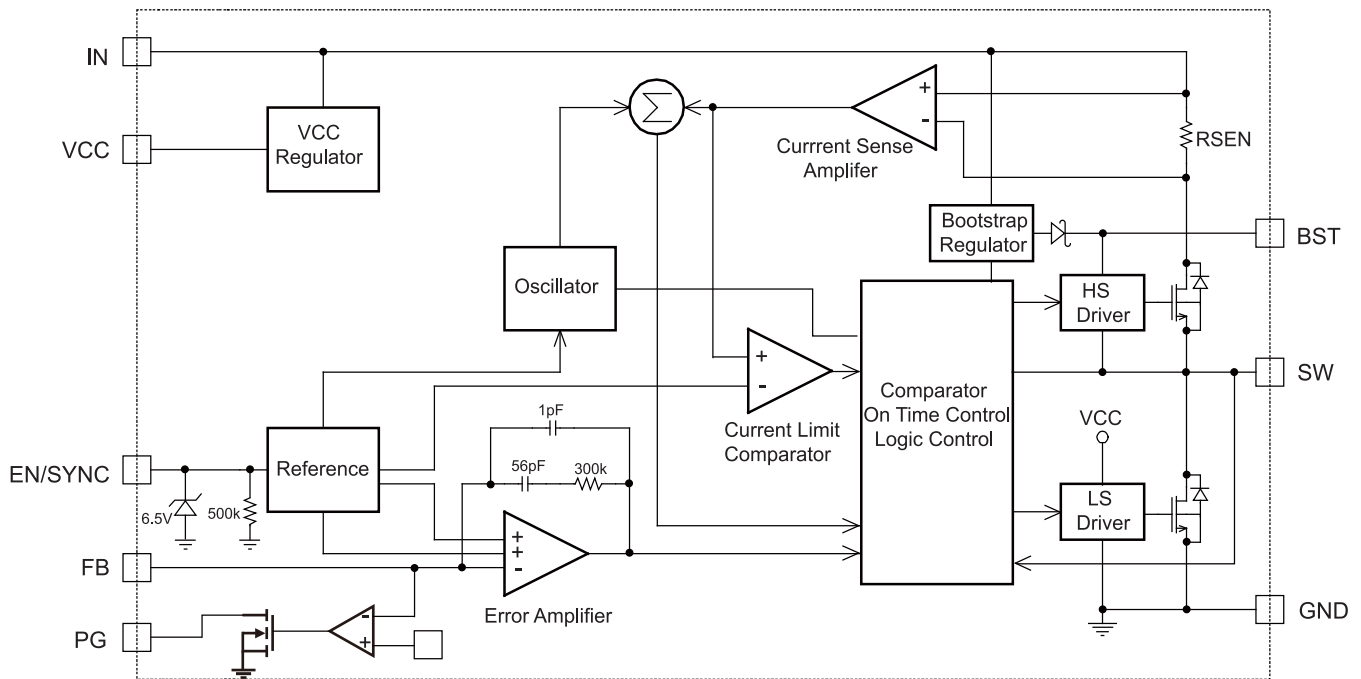 IN
VCC
VCC
Regulator
Σ
+
-
Currrent Sense
Amplifer
RSEN
Bootstrap
Regulator
BST
Oscillator
HS
Driver
+
-
Current Limit
Comparator
Comparator
On Time Control
Logic Control
SW
VCC
1pF
56pF
300k
EN/SYNC
Reference
6.5V
500k
LS
Driver
+
+
-
Error Amplifier
FB
PG
-
+
GND